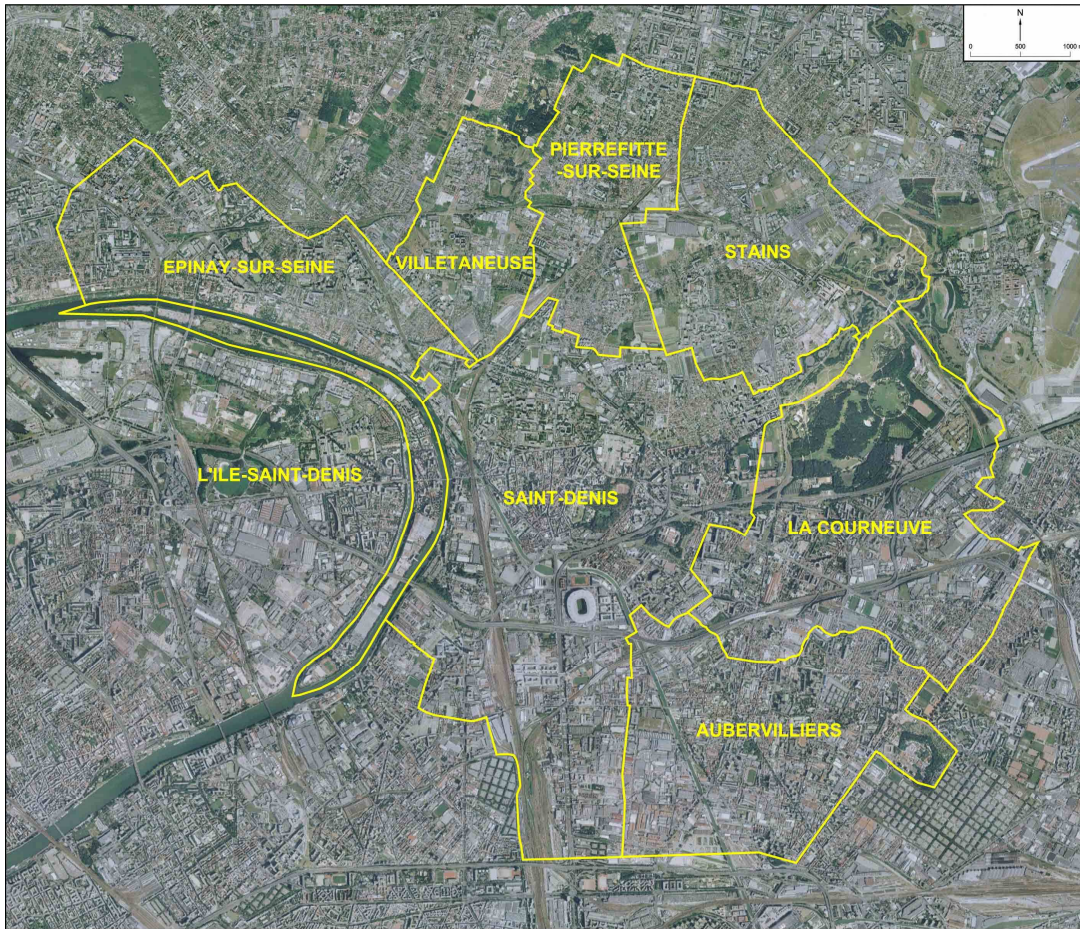 N
0 500 1000 m
PIERREFITTE
-SUR-SEINE
STAINS
EPINAY-SUR-SEINE
VILLETANEUSE
L'ILE-SAINT-DENIS
SAINT-DENIS
LA COURNEUVE
AUBERVILLIERS